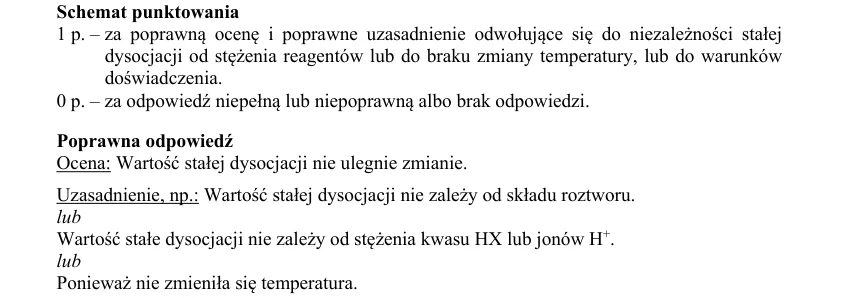 Schemat punktowania
1 p. – za poprawną ocenę i poprawne uzasadnienie odwołujące się do niezależności stałej
dysocjacji od stężenia reagentów lub do braku zmiany temperatury, lub do warunków
doświadczenia.
0 p. – za odpowiedź niepełną lub niepoprawną albo brak odpowiedzi.
Poprawna odpowiedź
Ocena: Wartość stałej dysocjacji nie ulegnie zmianie.
Uzasadnienie, np.: Wartość stałej dysocjacji nie zależy od składu roztworu.
lub
Wartość stałe dysocjacji nie zależy od stężenia kwasu HX lub jonów H⁺.
lub
Ponieważ nie zmieniła się temperatura.